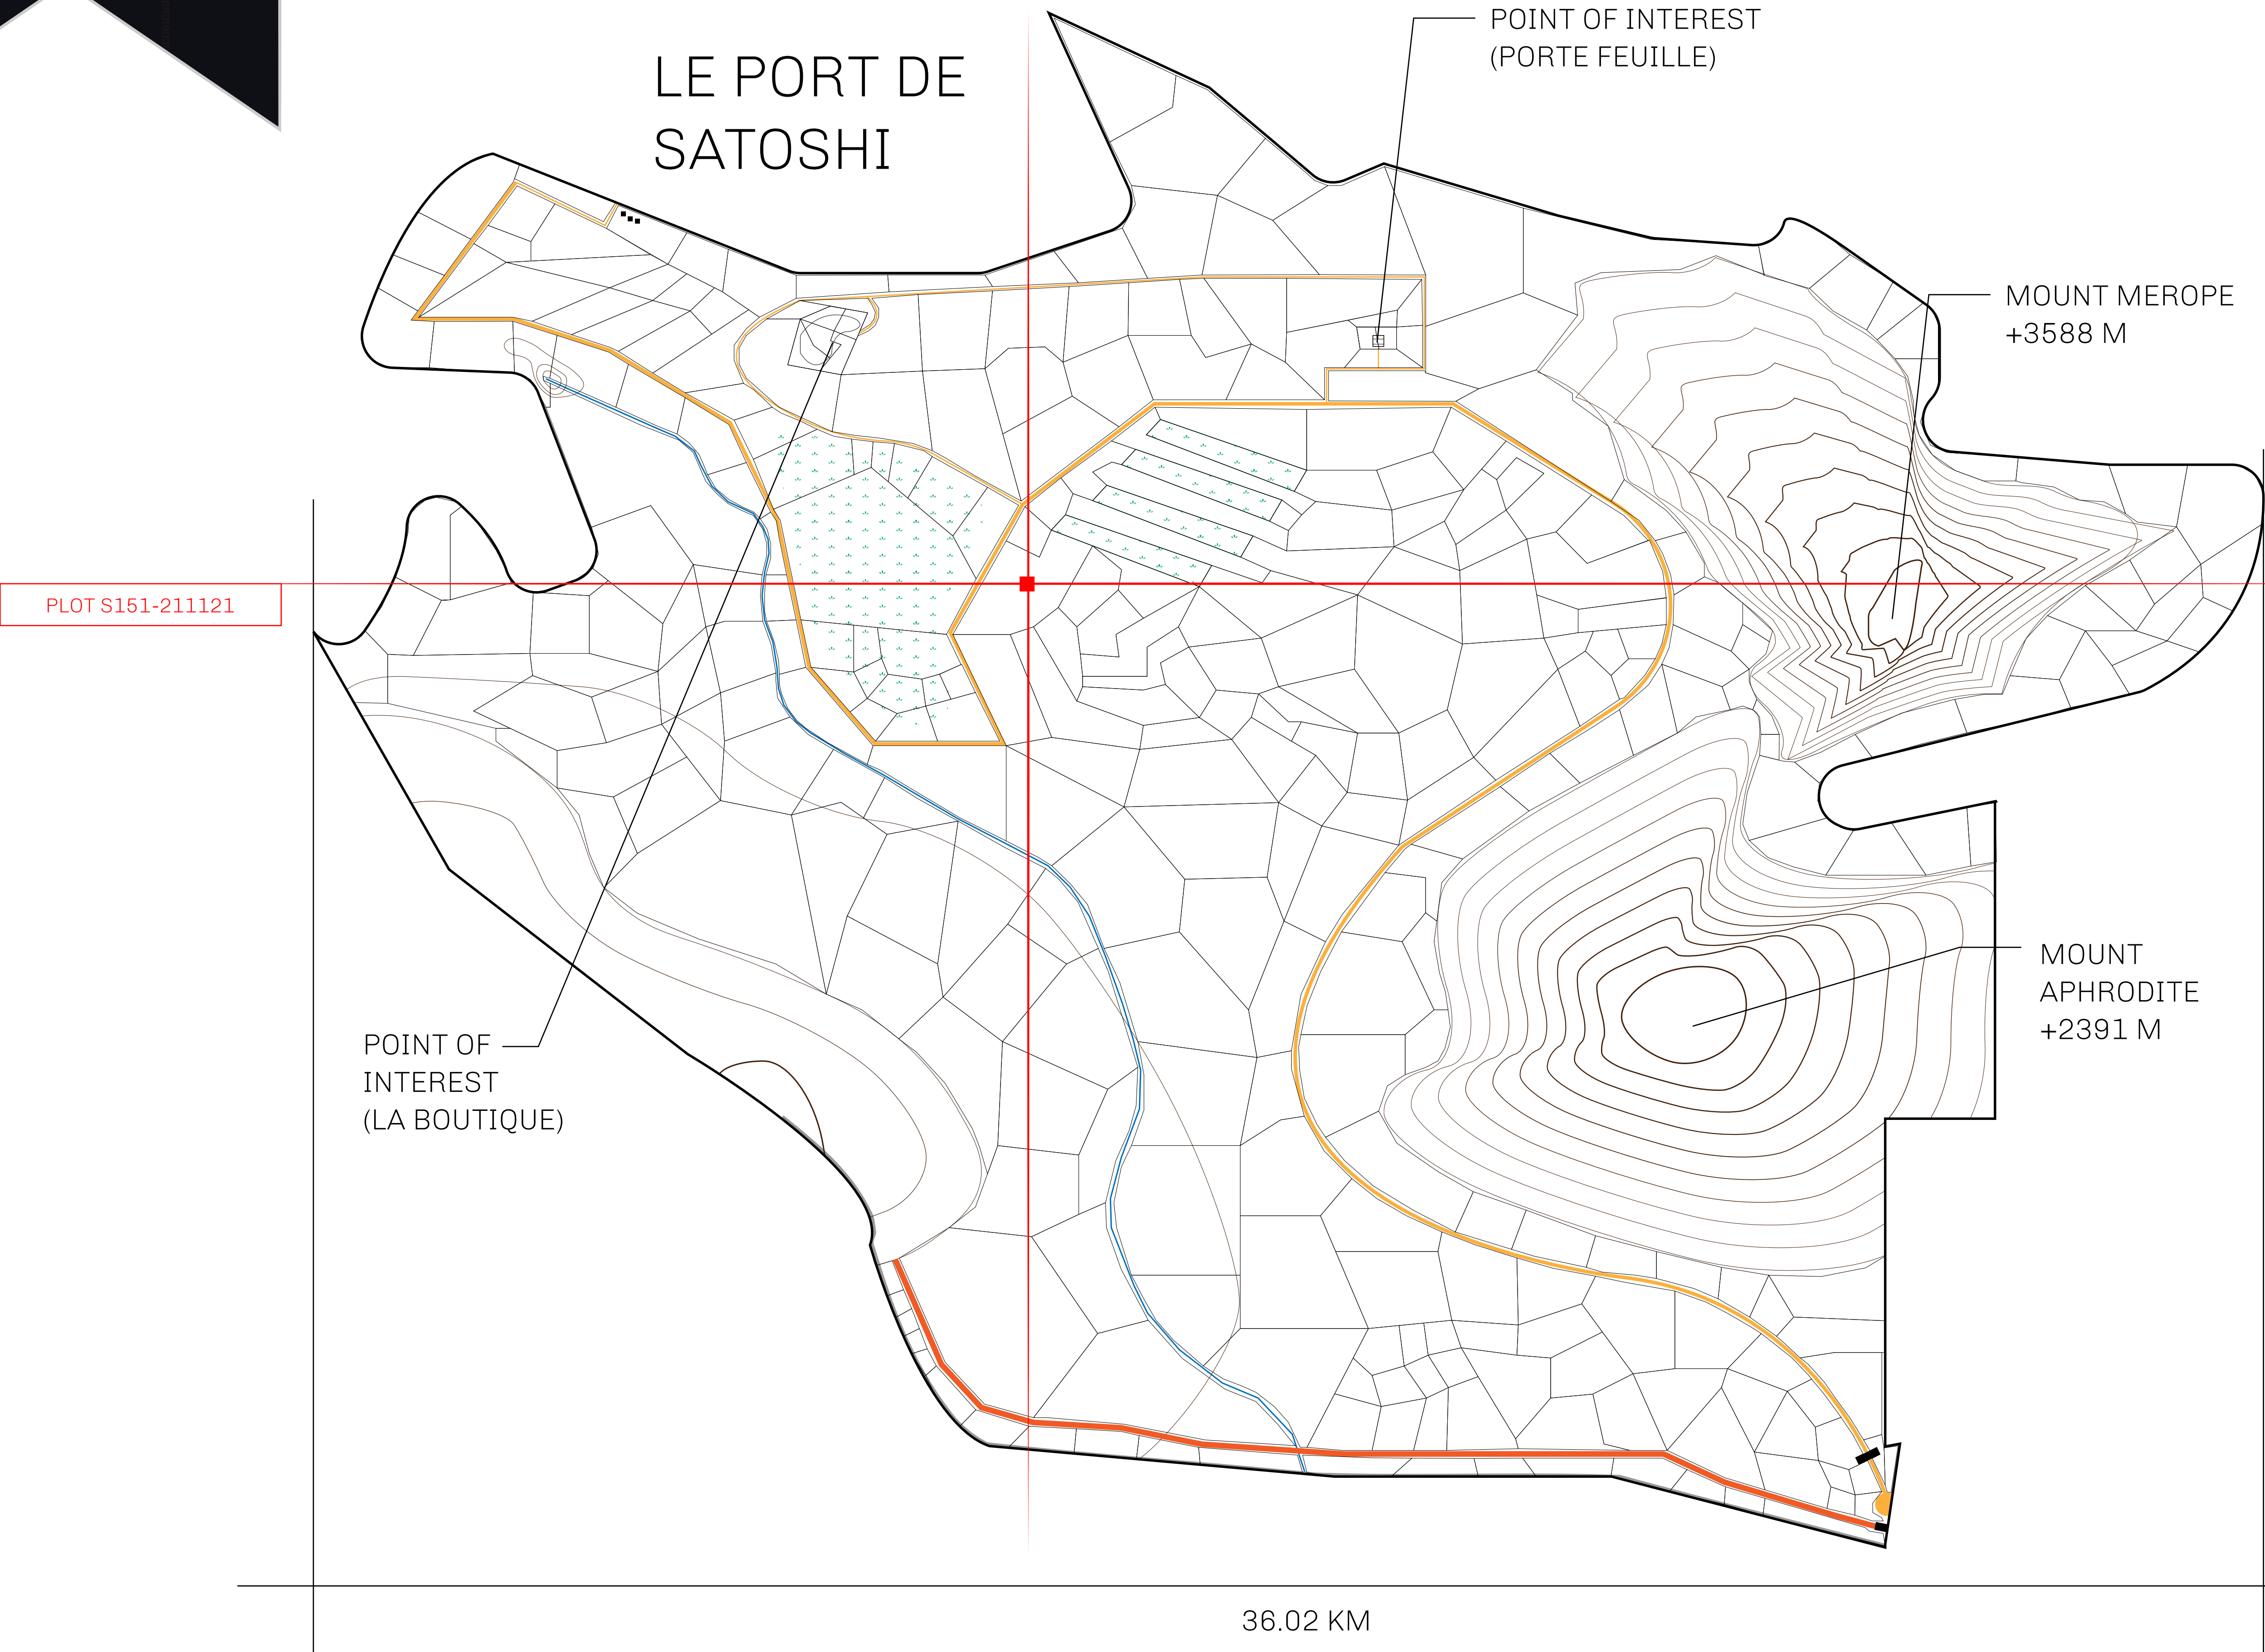 LE PORT DE
SATOSHI
POINT OF INTEREST
(PORTE FEUILLE)
MOUNT MEROPE
+3588 M
PLOT S151-211121
MOUNT
APHRODITE
+2391 M
POINT OF
INTEREST
(LA BOUTIQUE)
36.02 KM